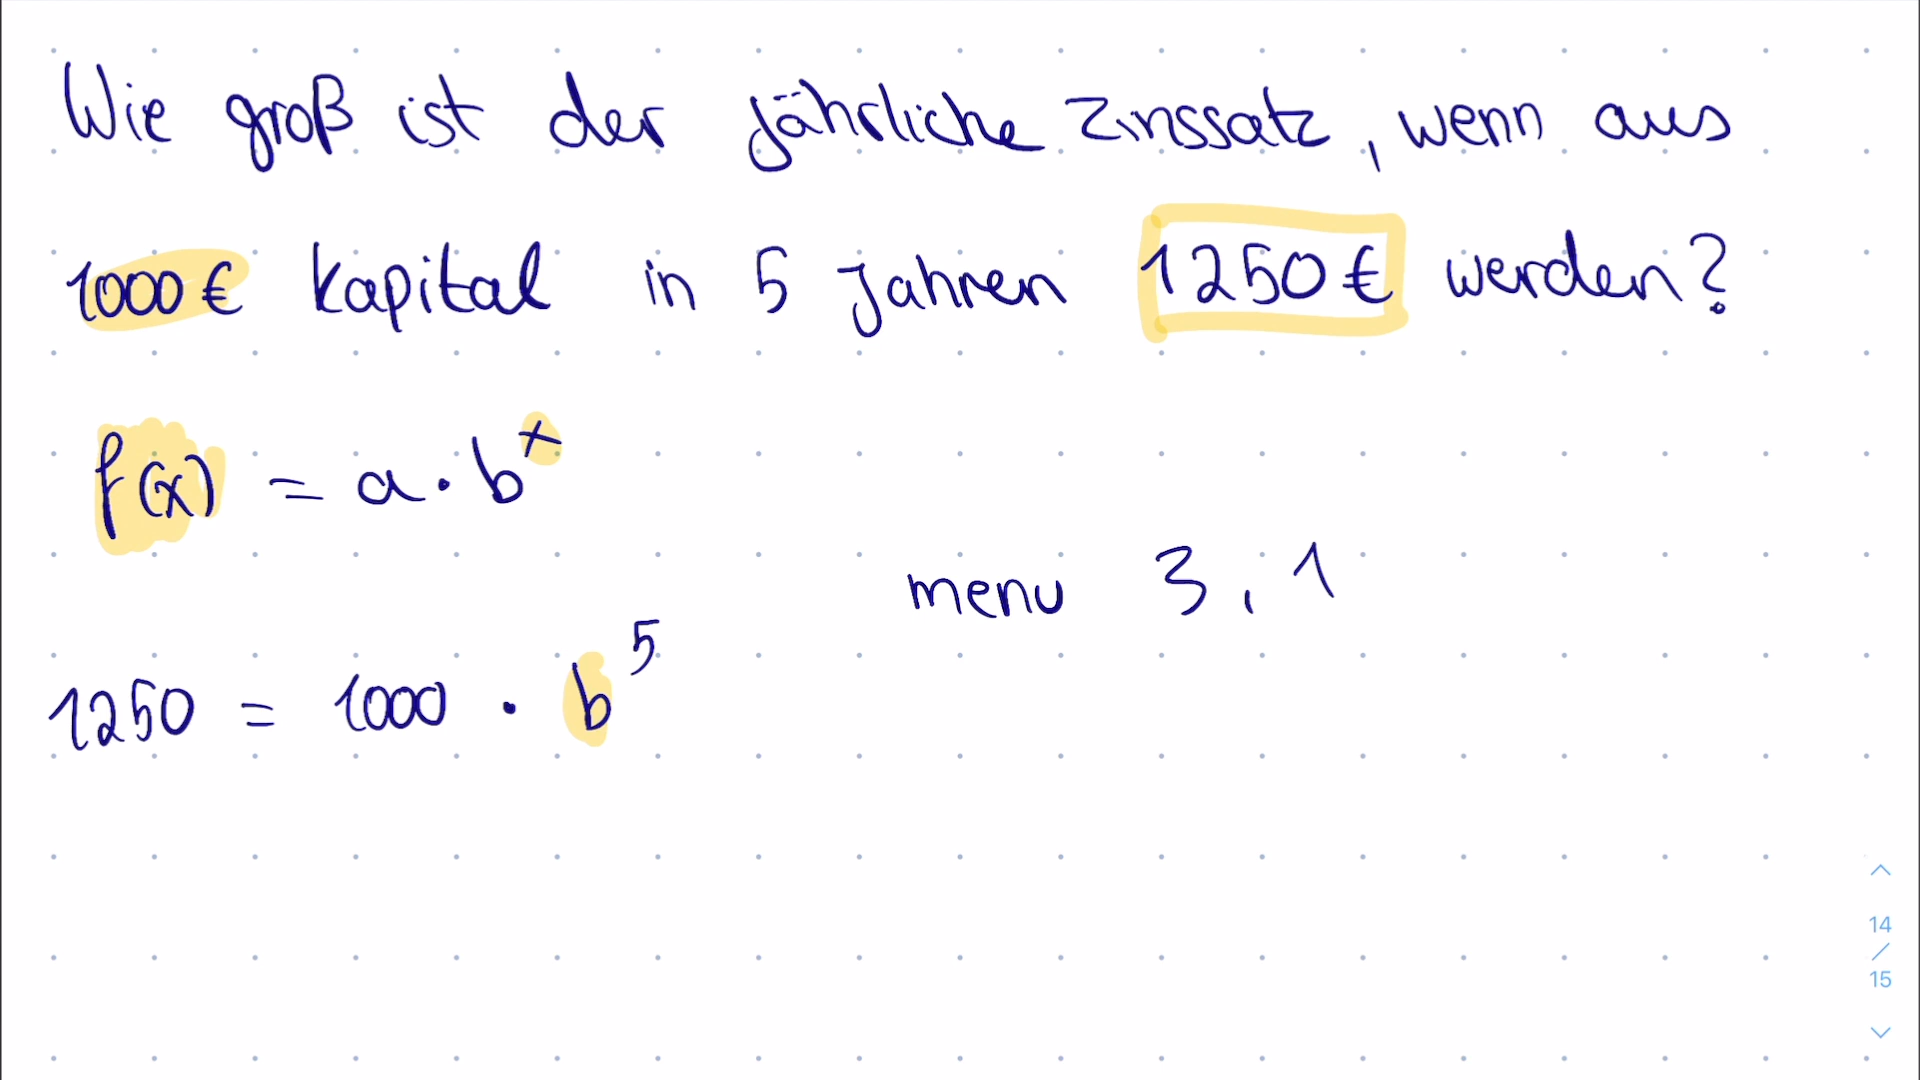 Wie groß ist der jährliche Zinssatz, wenn aus
1000€ Kapital in 5 Jahren 1250€ werden?
f(x) = a · b^x
menu 3, 1
1250 = 1000 · b^5
14
/
15